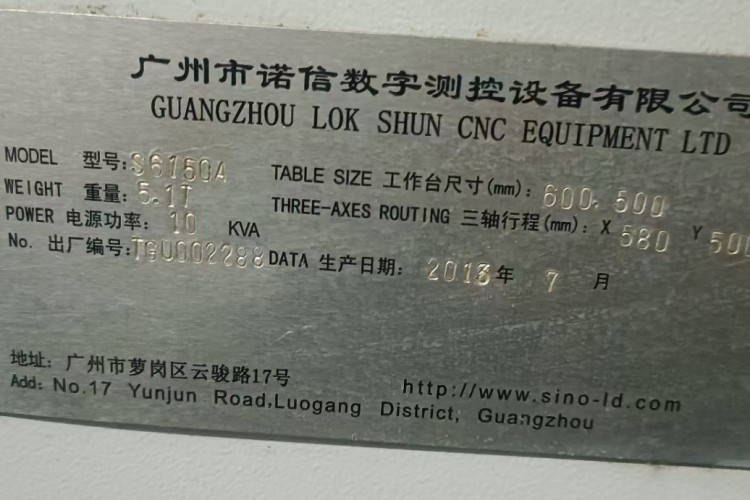 广州市诺信数字测控设备有限公司
GUANGZHOU LOK SHUN CNC EQUIPMENT LTD
MODEL 型号: S6150A TABLE SIZE 工作台尺寸(mm): 600, 500
WEIGHT 重量: 5.1T THREE-AXES ROUTING 三轴行程(mm): X 580 Y 500
POWER 电源功率: 10 KVA
No. 出厂编号: TGU002288 DATA 生产日期: 2013年 7 月
地址: 广州市萝岗区云骏路17号
Add: No.17 Yunjun Road,Luogang District, Guangzhou
http://www.sino-ld.com